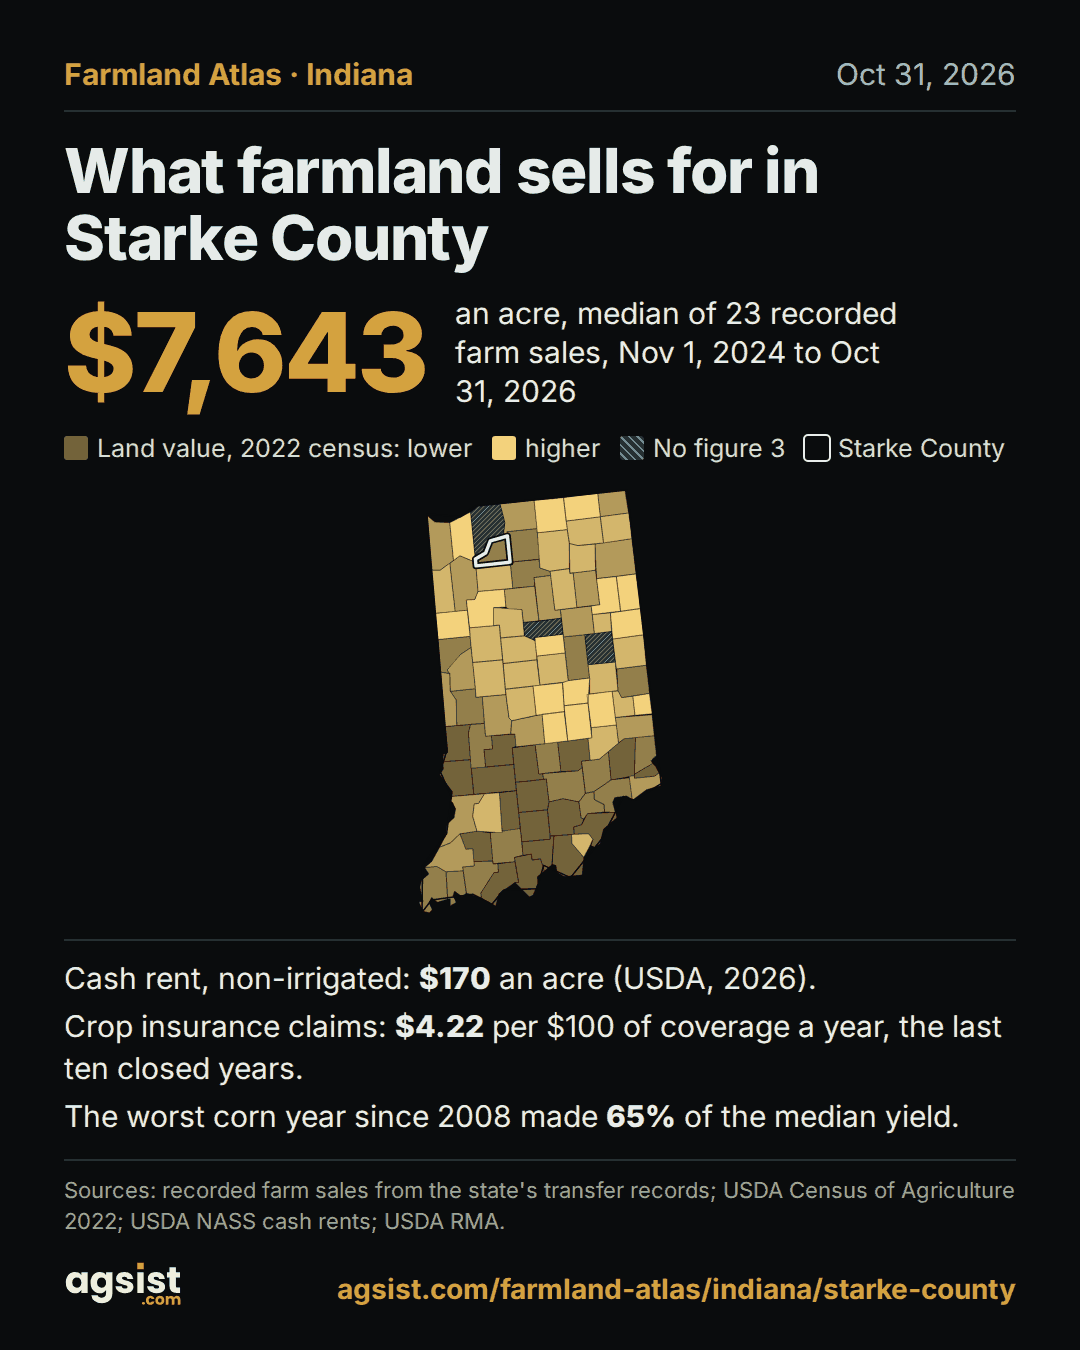 Farmland Atlas · Indiana
Oct 31, 2026
What farmland sells for in
Starke County
$7,643
an acre, median of 23 recorded
farm sales, Nov 1, 2024 to Oct
31, 2026
Land value, 2022 census: lower
higher
No figure 3
Starke County
Cash rent, non-irrigated: $170 an acre (USDA, 2026).
Crop insurance claims: $4.22 per $100 of coverage a year, the last
ten closed years.
The worst corn year since 2008 made 65% of the median yield.
Sources: recorded farm sales from the state's transfer records; USDA Census of Agriculture
2022; USDA NASS cash rents; USDA RMA.
agsist
.com
agsist.com/farmland-atlas/indiana/starke-county